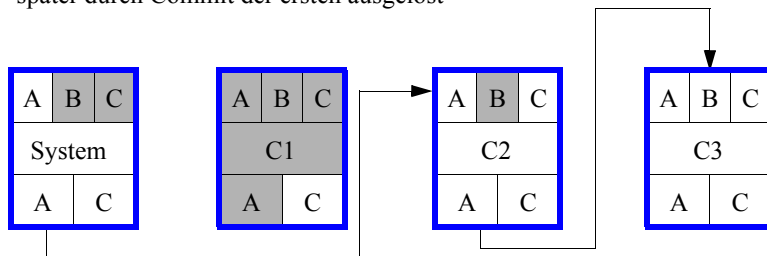 später durch Commit der ersten ausgelöst
A B C A B C A B C A B C
System C1 C2 C3
A C A C A C A C